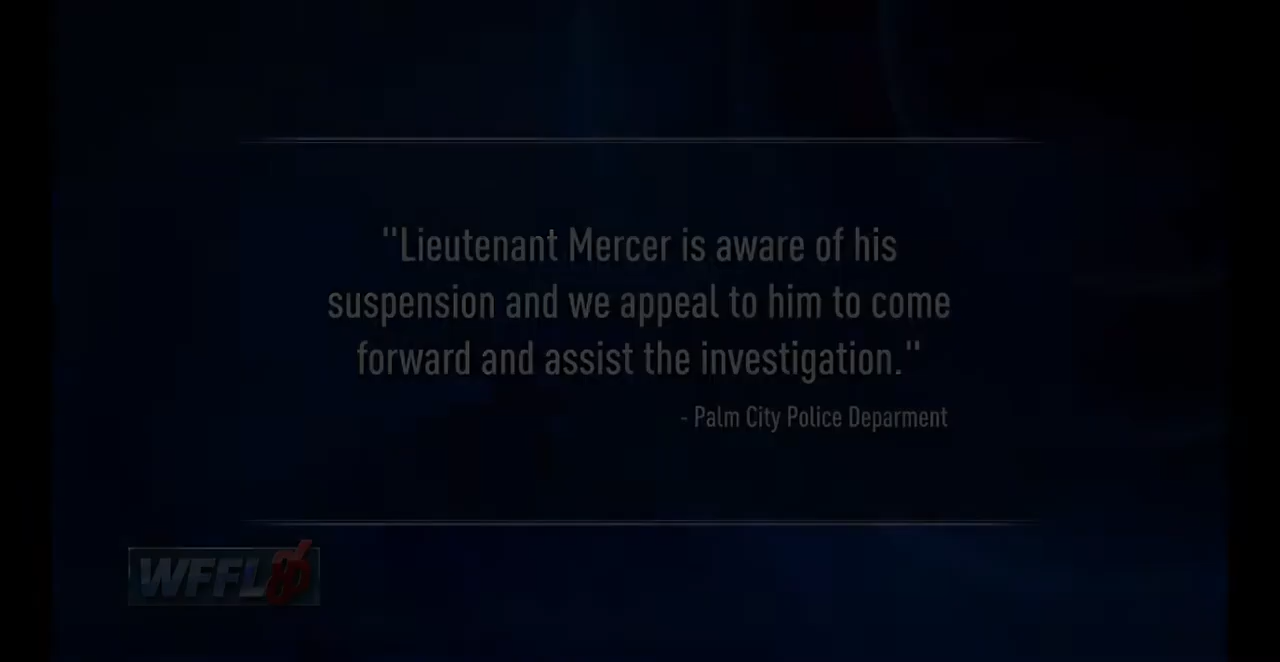 "Lieutenant Mercer is aware of his
suspension and we appeal to him to come
forward and assist the investigation."
- Palm City Police Deparment
WFFL